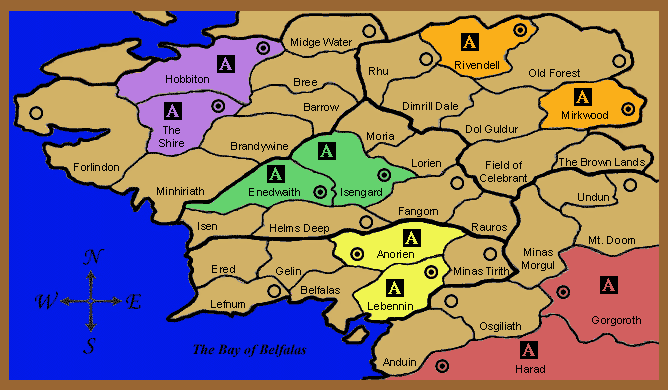 Midge Water
A
Hobbiton
A
Rivendell
Rhu
Old Forest
Bree
A
The
Shire
Barrow
Dimrill Dale
A
Mirkwood
Dol Guldur
Moria
Brandywine
A
Forlindon
Lorien
Field of
Celebrant
The Brown Lands
Minhiriath
A
Enedwaith
Isengard
Undun
Fangorn
Isen
Helms Deep
Rauros
A
Anorien
Mt. Doom
Minas
Morgul
Ered
Gelin
Minas Tirith
N
W
E
S
Lefnum
Belfalas
A
Lebennin
A
Gorgoroth
Osgiliath
The Bay of Belfalas
Anduin
A
Harad